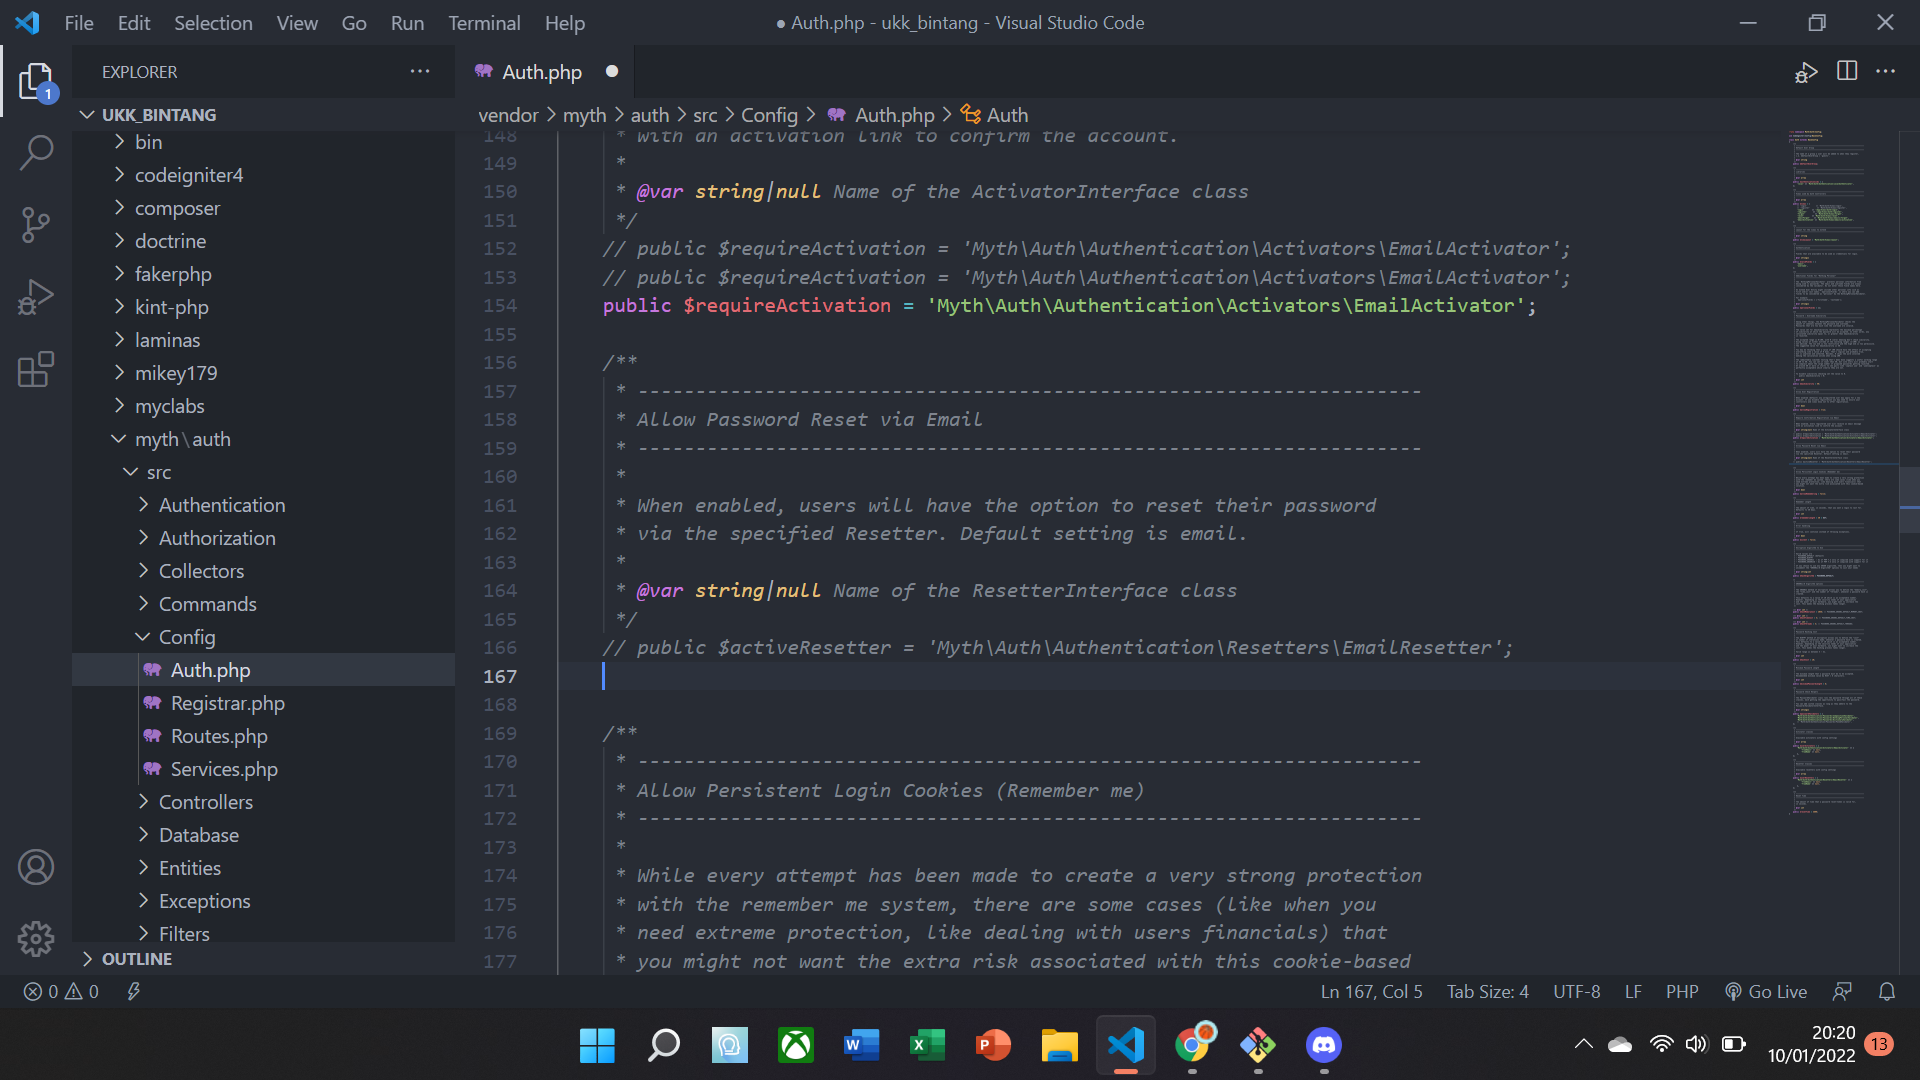 File Edit Selection View Go Run Terminal Help
● Auth.php - ukk_bintang - Visual Studio Code
EXPLORER
1
UKK_BINTANG
bin
codeigniter4
composer
doctrine
fakerphp
kint-php
laminas
mikey179
myclabs
myth\auth
src
Authentication
Authorization
Collectors
Commands
Config
Auth.php
Registrar.php
Routes.php
Services.php
Controllers
Database
Entities
Exceptions
Filters
OUTLINE
Auth.php
vendor > myth > auth > src > Config > Auth.php > Auth
148 * with an activation link to confirm the account.
149 *
150 * @var string|null Name of the ActivatorInterface class
151 */
152 // public $requireActivation = 'Myth\Auth\Authentication\Activators\EmailActivator';
153 // public $requireActivation = 'Myth\Auth\Authentication\Activators\EmailActivator';
154 public $requireActivation = 'Myth\Auth\Authentication\Activators\EmailActivator';
155
156 /**
157 * --------------------------------------------------------------------
158 * Allow Password Reset via Email
159 * --------------------------------------------------------------------
160 *
161 * When enabled, users will have the option to reset their password
162 * via the specified Resetter. Default setting is email.
163 *
164 * @var string|null Name of the ResetterInterface class
165 */
166 // public $activeResetter = 'Myth\Auth\Authentication\Resetters\EmailResetter';
167
168
169 /**
170 * --------------------------------------------------------------------
171 * Allow Persistent Login Cookies (Remember me)
172 * --------------------------------------------------------------------
173 *
174 * While every attempt has been made to create a very strong protection
175 * with the remember me system, there are some cases (like when you
176 * need extreme protection, like dealing with users financials) that
177 * you might not want the extra risk associated with this cookie-based
0 0
Ln 167, Col 5 Tab Size: 4 UTF-8 LF PHP Go Live
20:20
10/01/2022
13